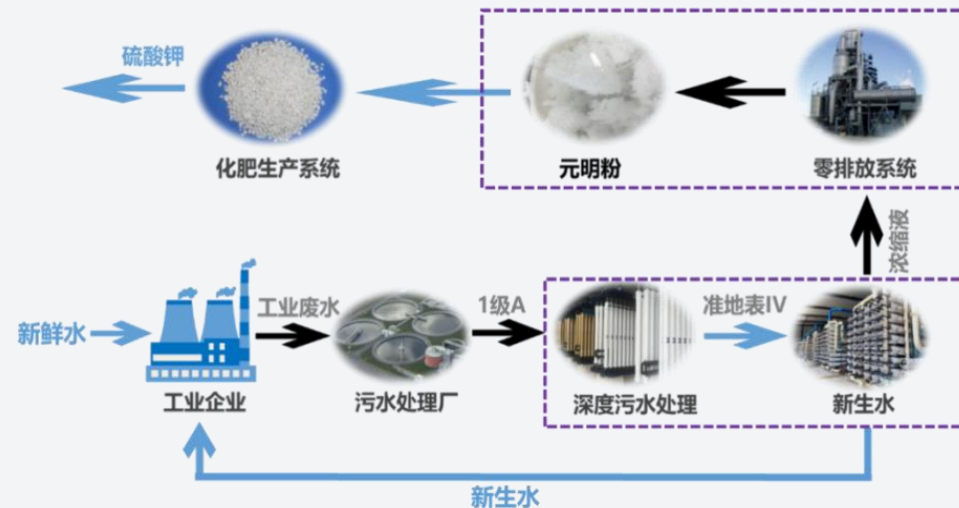 硫酸钾
化肥生产系统
元明粉
零排放系统
浓缩液
新鲜水
工业废水
1级A
准地表IV
工业企业
污水处理厂
深度污水处理
新生水
新生水